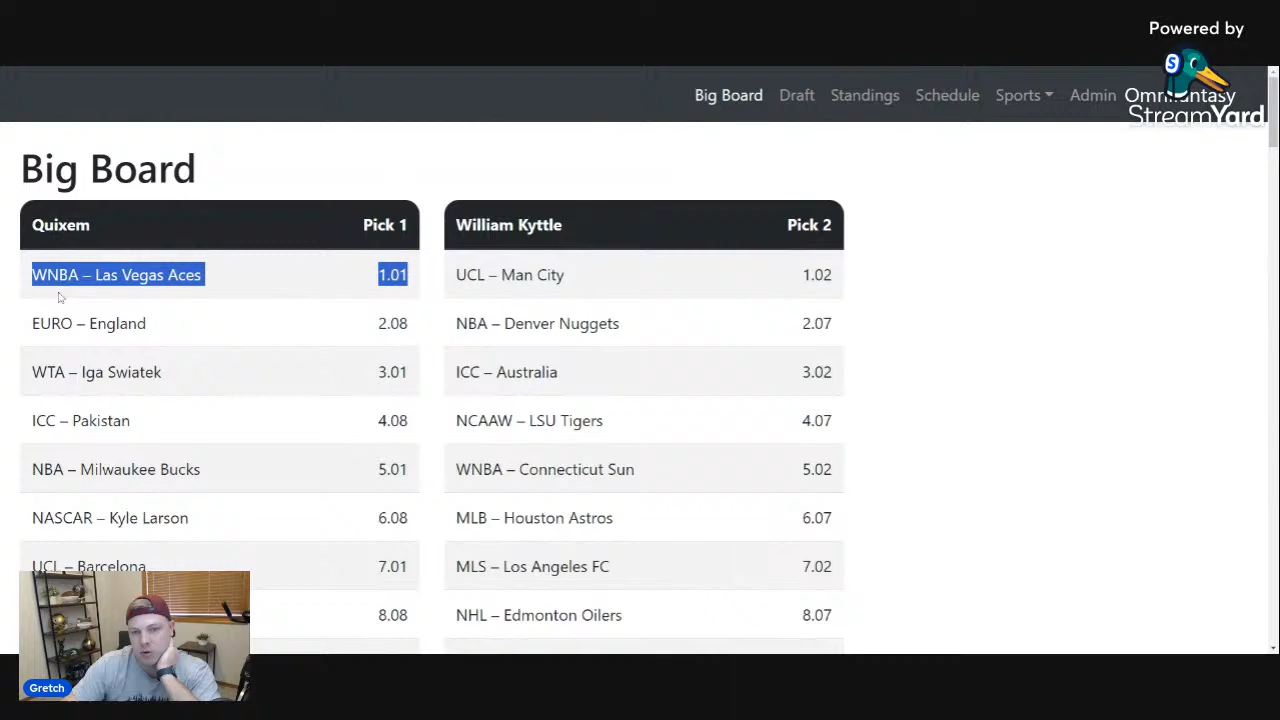 Powered by
StreamYard
Big Board Draft Standings Schedule Sports Admin Omnifantasy
Big Board
Quixem Pick 1
WNBA – Las Vegas Aces 1.01
EURO – England 2.08
WTA – Iga Swiatek 3.01
ICC – Pakistan 4.08
NBA – Milwaukee Bucks 5.01
NASCAR – Kyle Larson 6.08
UCL – Barcelona 7.01
8.08
William Kyttle Pick 2
UCL – Man City 1.02
NBA – Denver Nuggets 2.07
ICC – Australia 3.02
NCAAW – LSU Tigers 4.07
WNBA – Connecticut Sun 5.02
MLB – Houston Astros 6.07
MLS – Los Angeles FC 7.02
NHL – Edmonton Oilers 8.07
Gretch